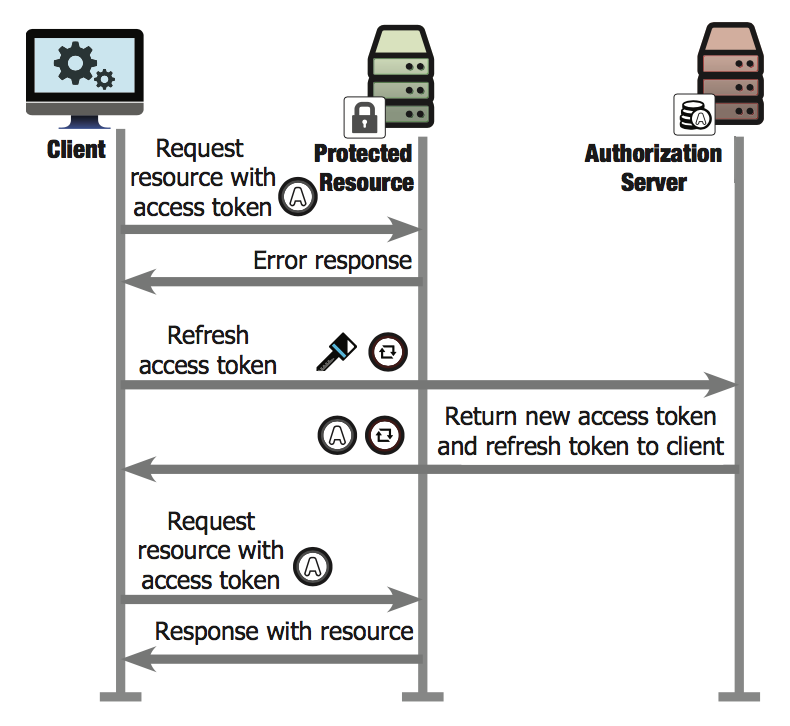 Client
Protected
Resource
Authorization
Server
Request
resource with
access token
A
Error response
Refresh
access token
Return new access token
and refresh token to client
A
Request
resource with
access token
A
Response with resource
A